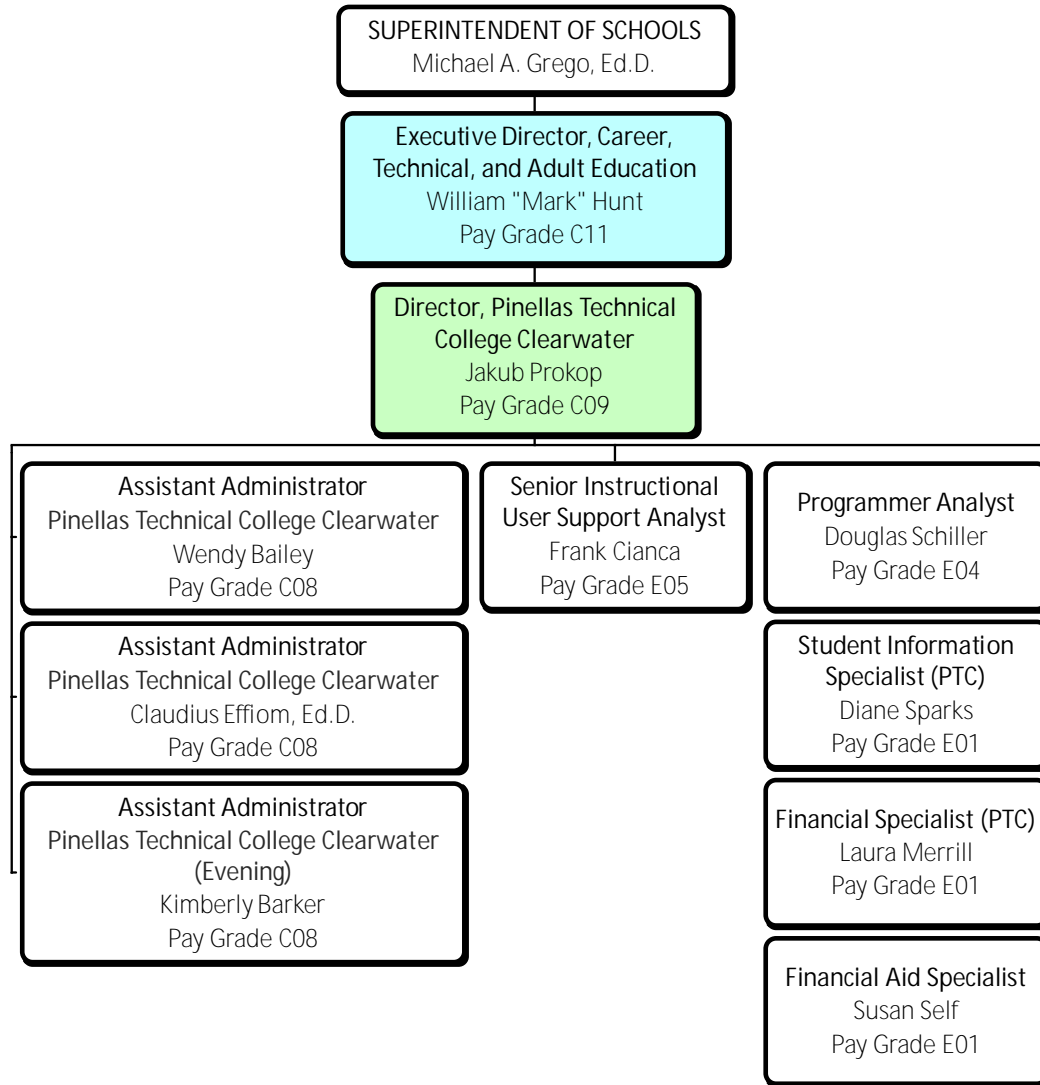 SUPERINTENDENT OF SCHOOLS
Michael A. Grego, Ed.D.
Executive Director, Career,
Technical, and Adult Education
William "Mark" Hunt
Pay Grade C11
Director, Pinellas Technical
College Clearwater
Jakub Prokop
Pay Grade C09
Assistant Administrator
Pinellas Technical College Clearwater
Wendy Bailey
Pay Grade C08
Assistant Administrator
Pinellas Technical College Clearwater
Claudius Effiom, Ed.D.
Pay Grade C08
Assistant Administrator
Pinellas Technical College Clearwater
(Evening)
Kimberly Barker
Pay Grade C08
Senior Instructional
User Support Analyst
Frank Cianca
Pay Grade E05
Programmer Analyst
Douglas Schiller
Pay Grade E04
Student Information
Specialist (PTC)
Diane Sparks
Pay Grade E01
Financial Specialist (PTC)
Laura Merrill
Pay Grade E01
Financial Aid Specialist
Susan Self
Pay Grade E01